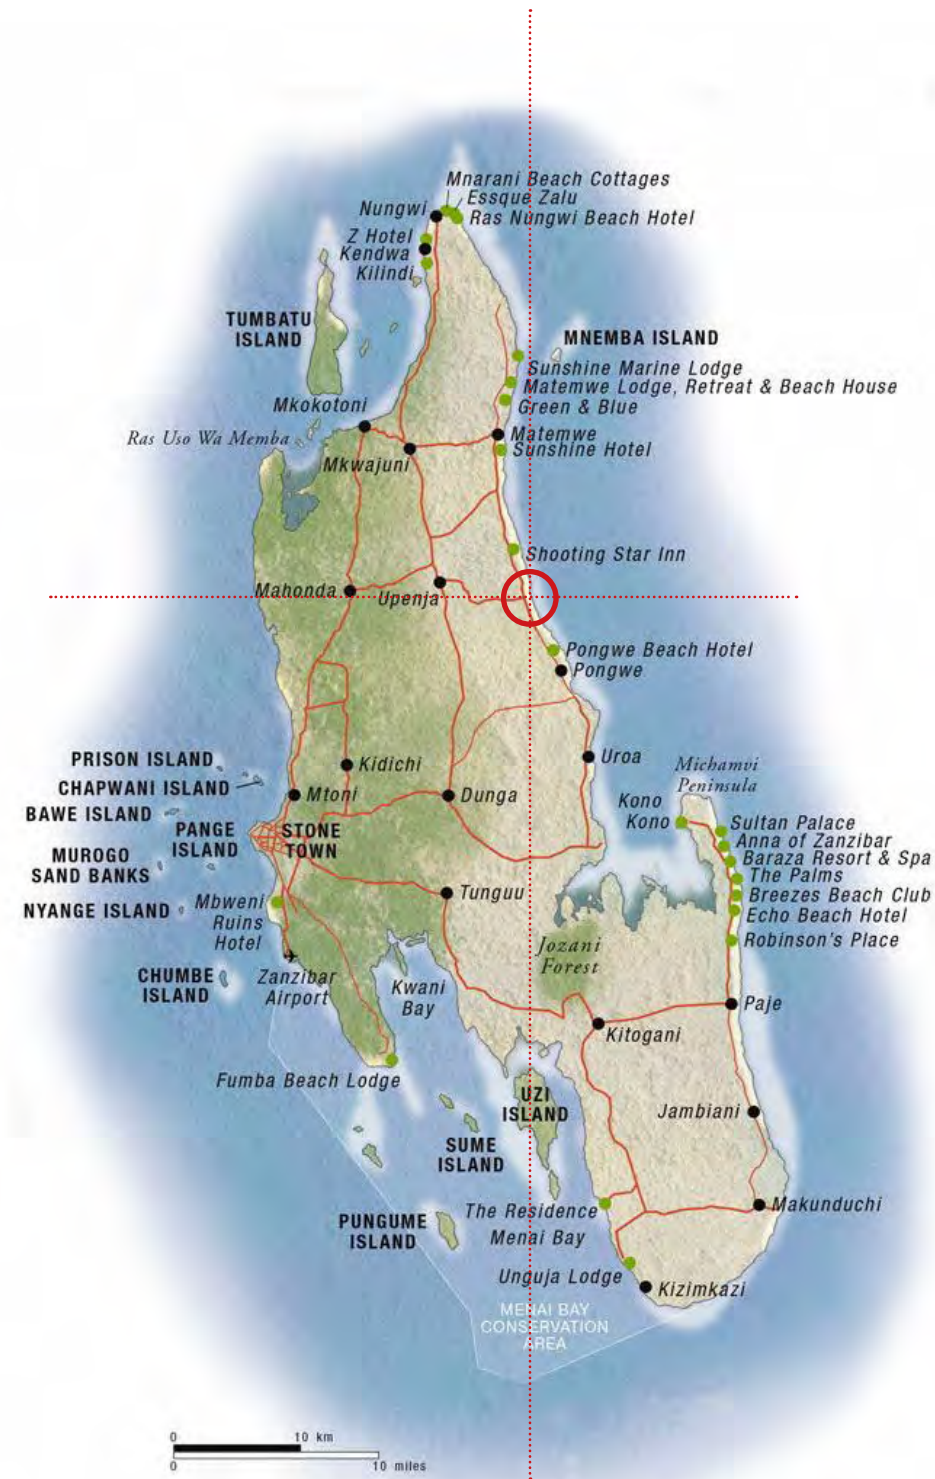 Mnarani Beach Cottages
Essque Zalu
Nungwi
Ras Nungwi Beach Hotel
Z Hotel
Kendwa
Kilindi
TUMBATU
ISLAND
MNEMBA ISLAND
Sunshine Marine Lodge
Matemwe Lodge, Retreat & Beach House
Green & Blue
Mkokotoni
Ras Uso Wa Memba
Matemwe
Sunshine Hotel
Mkwajuni
Shooting Star Inn
Mahonda
Upenja
Pongwe Beach Hotel
Pongwe
Uroa
PRISON ISLAND
CHAPWANI ISLAND
BAWE ISLAND
Kidichi
Mtoni
Dunga
Michamvi
Peninsula
Kono
Kono
PANGE
ISLAND
STONE
TOWN
Sultan Palace
Anna of Zanzibar
Baraza Resort & Spa
The Palms
Breezes Beach Club
Echo Beach Hotel
Robinson's Place
MUROGO
SAND BANKS
NYANGE ISLAND
Mbweni
Ruins
Hotel
Tunguu
Jozani
Forest
CHUMBE
ISLAND
Zanzibar
Airport
Kwani
Bay
Paje
Kitogani
Fumba Beach Lodge
UZI
ISLAND
Jambiani
SUME
ISLAND
PUNGUME
ISLAND
The Residence
Menai Bay
Makunduchi
Unguja Lodge
Kizimkazi
MENAI BAY
CONSERVATION
AREA
0 10 km
0 10 miles